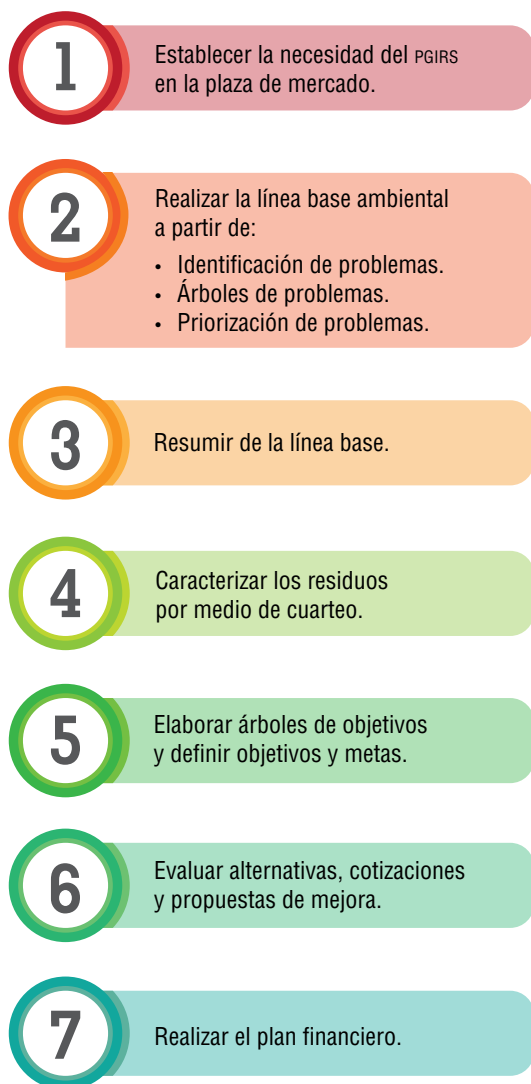 1
Establecer la necesidad del PGIRS
en la plaza de mercado.
2
Realizar la línea base ambiental
a partir de:
• Identificación de problemas.
• Árboles de problemas.
• Priorización de problemas.
3
Resumir de la línea base.
4
Caracterizar los residuos
por medio de cuarteo.
5
Elaborar árboles de objetivos
y definir objetivos y metas.
6
Evaluar alternativas, cotizaciones
y propuestas de mejora.
7
Realizar el plan financiero.